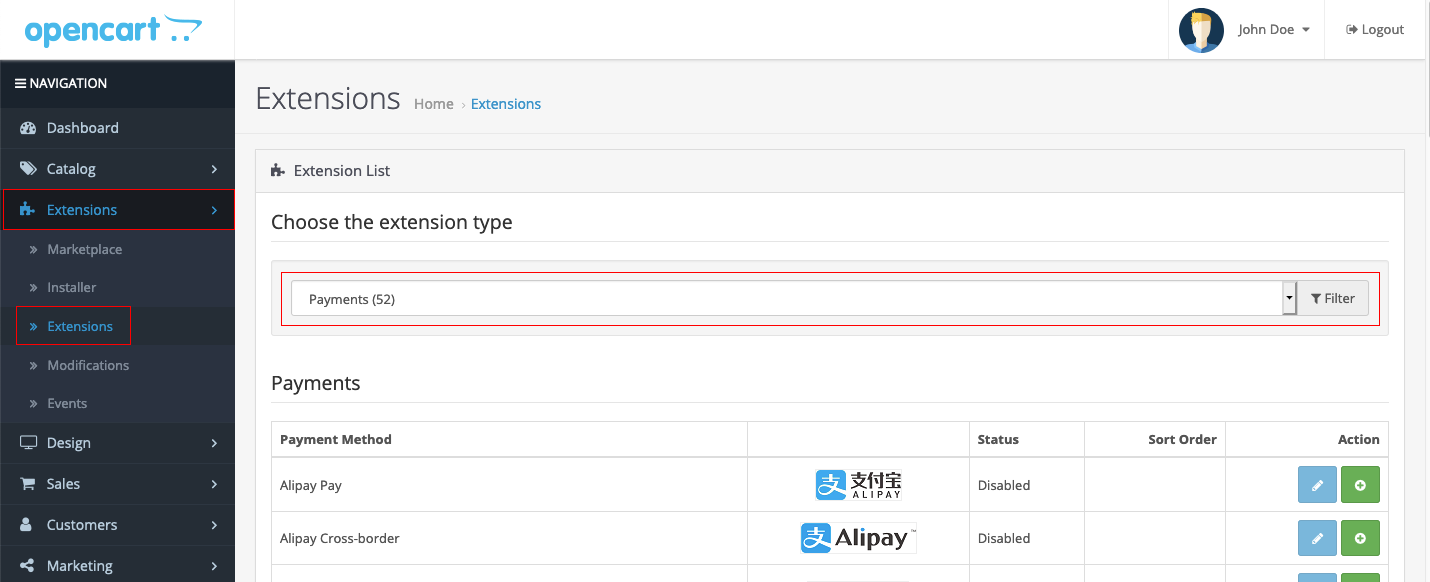 opencart
John Doe
Logout
NAVIGATION
Dashboard
Catalog
Extensions
Marketplace
Installer
Extensions
Modifications
Events
Design
Sales
Customers
Marketing
Extensions Home › Extensions
Extension List
Choose the extension type
Payments (52) Filter
Payments
Payment Method Status Sort Order Action
Alipay Pay 支付宝 ALIPAY Disabled
Alipay Cross-border Alipay™ Disabled